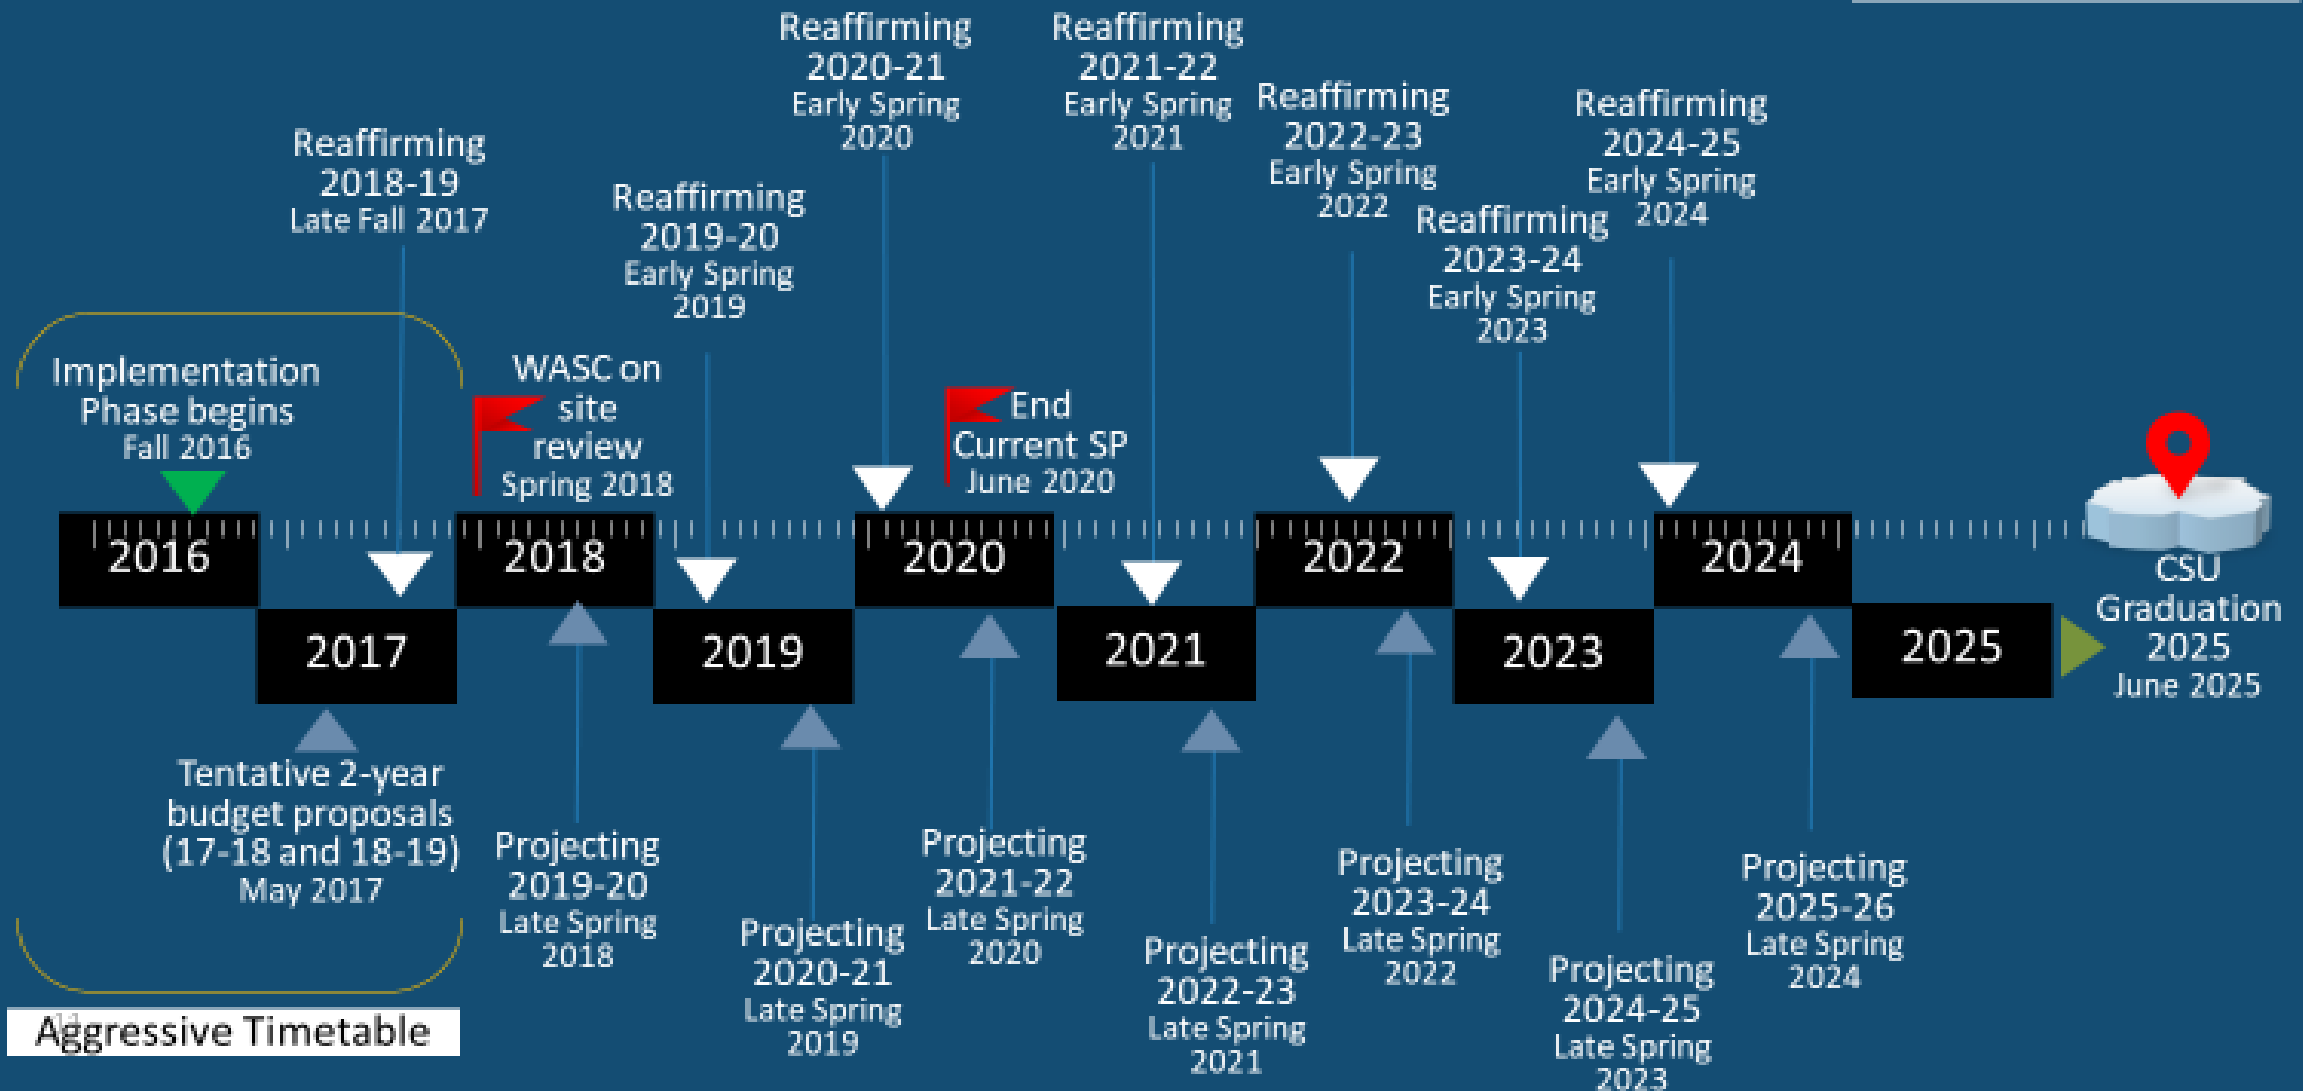 Reaffirming
2018-19
Late Fall 2017
Reaffirming
2019-20
Early Spring
2019
Reaffirming
2020-21
Early Spring
2020
Reaffirming
2021-22
Early Spring
2021
Reaffirming
2022-23
Early Spring
2022
Reaffirming
2023-24
Early Spring
2023
Reaffirming
2024-25
Early Spring
2024
Implementation
Phase begins
Fall 2016
WASC on
site
review
Spring 2018
End
Current SP
June 2020
2016
2017
2018
2019
2020
2021
2022
2023
2024
2025
CSU
Graduation
2025
June 2025
Tentative 2-year
budget proposals
(17-18 and 18-19)
May 2017
Projecting
2019-20
Late Spring
2018
Projecting
2020-21
Late Spring
2019
Projecting
2021-22
Late Spring
2020
Projecting
2022-23
Late Spring
2021
Projecting
2023-24
Late Spring
2022
Projecting
2024-25
Late Spring
2023
Projecting
2025-26
Late Spring
2024
Aggressive Timetable